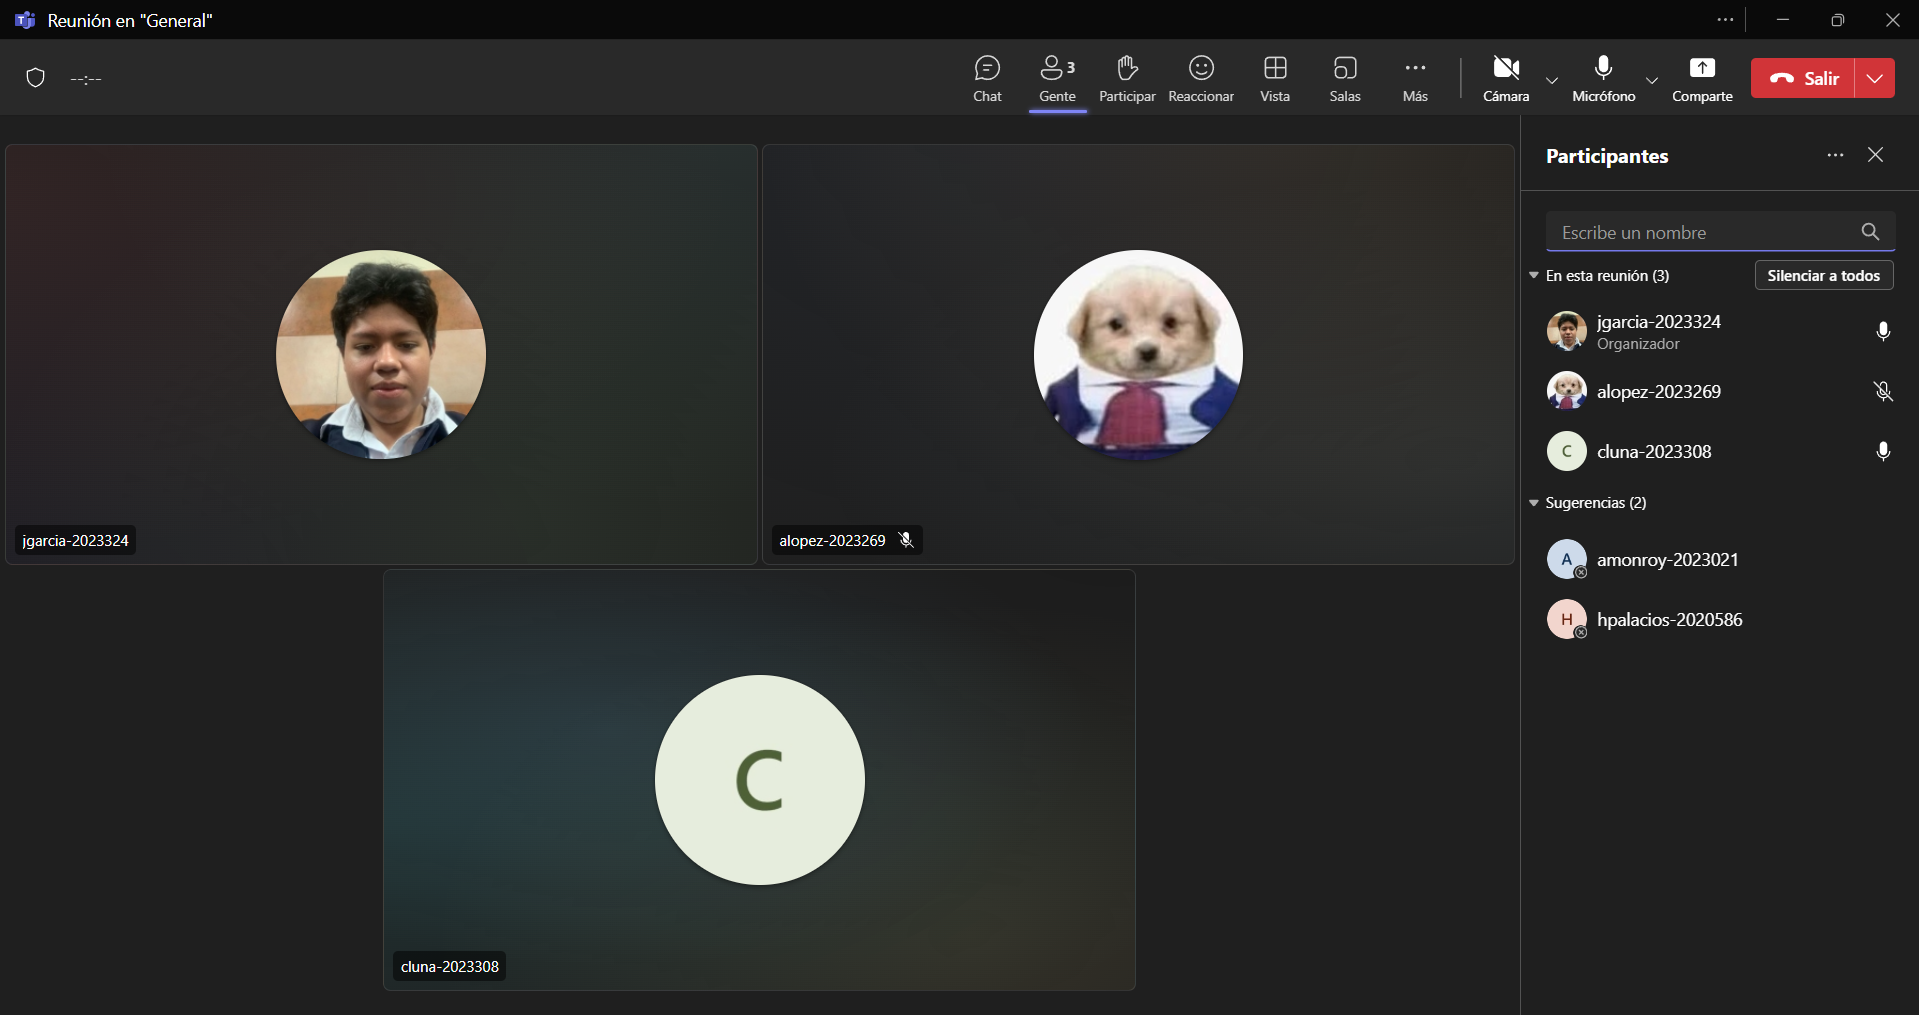 Reunión en "General"
--:--
Chat
Gente 3
Participar
Reaccionar
Vista
Salas
Más
Cámara
Micrófono
Comparte
Salir
jgarcia-2023324
alopez-2023269
C
cluna-2023308
Participantes
Escribe un nombre
En esta reunión (3)
Silenciar a todos
jgarcia-2023324
Organizador
alopez-2023269
C
cluna-2023308
Sugerencias (2)
A
amonroy-2023021
H
hpalacios-2020586